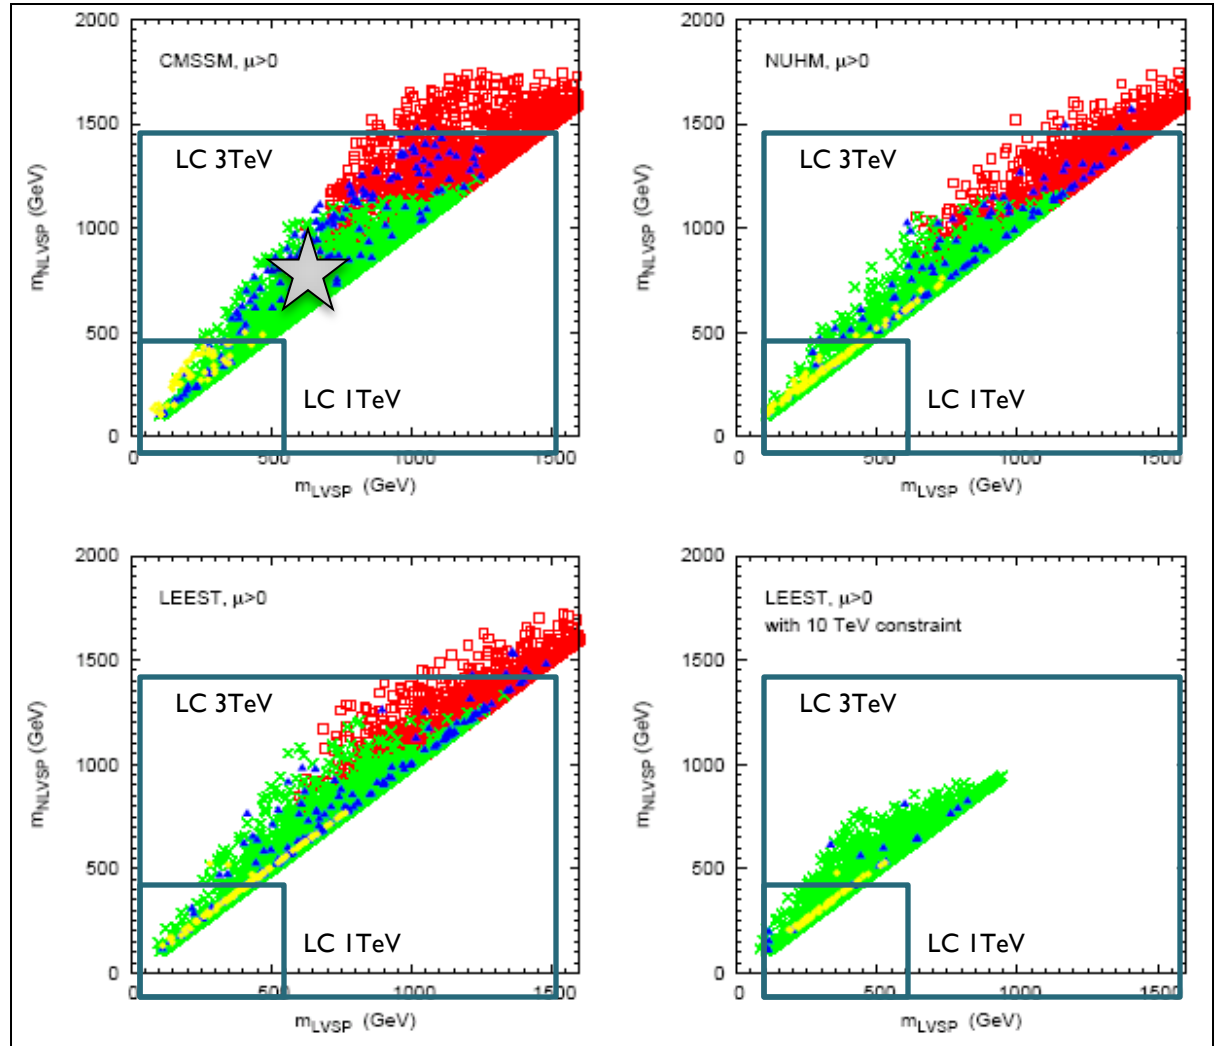 2000
CMSSM, μ>0
LC 3TeV
1500
1000
500
0
LC 1TeV
0 500 1000 1500
m_NLVSP (GeV)
m_LVSP (GeV)
2000
NUHM, μ>0
LC 3TeV
1500
1000
500
0
LC 1TeV
0 500 1000 1500
m_NLVSP (GeV)
m_LVSP (GeV)
2000
LEEST, μ>0
LC 3TeV
1500
1000
500
0
LC 1TeV
0 500 1000 1500
m_NLVSP (GeV)
m_LVSP (GeV)
2000
LEEST, μ>0
with 10 TeV constraint
LC 3TeV
1500
1000
500
0
LC 1TeV
0 500 1000 1500
m_NLVSP (GeV)
m_LVSP (GeV)